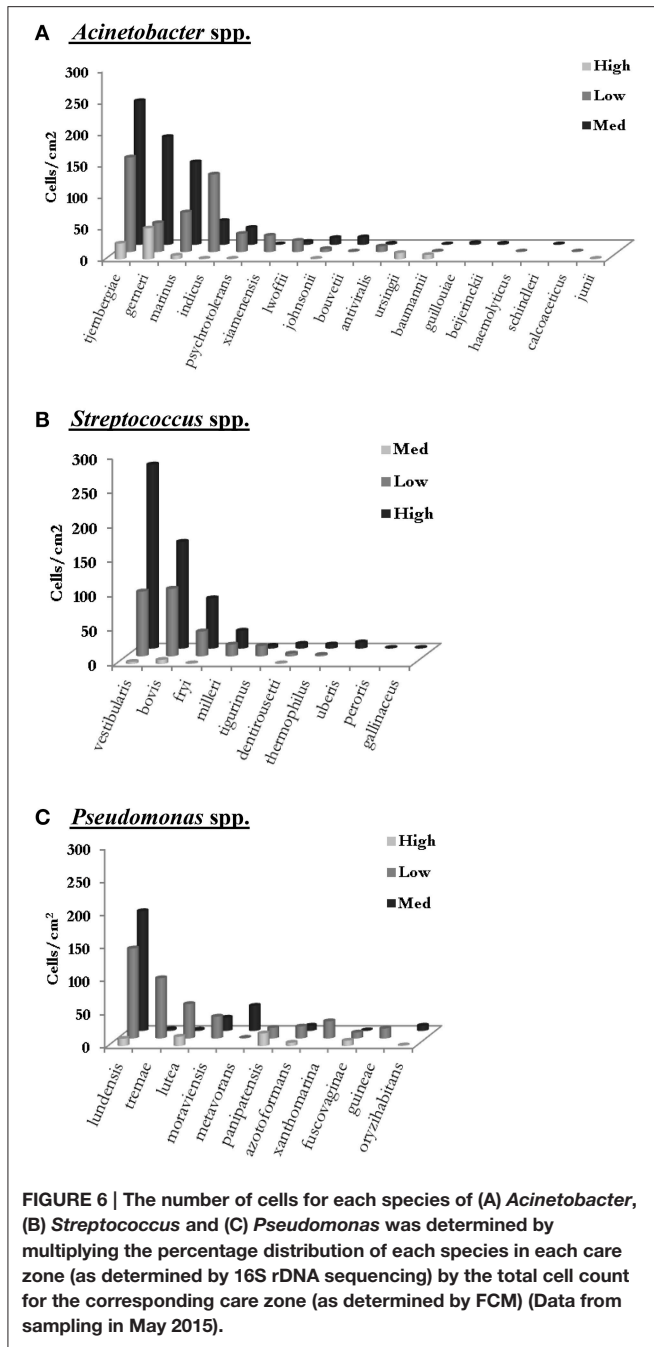 A Acinetobacter spp.
High
Low
Med
Cells/cm2
300
250
200
150
100
50
0
tjernbergiae
gerneri
marinus
indicus
psychrotolerans
xiamenensis
lwoffii
johnsonii
bouvetii
antiviralis
ursingii
baumannii
guillouiae
beijerinckii
haemolyticus
schindleri
calcoaceticus
junii
B Streptococcus spp.
Med
Low
High
Cells/cm2
300
250
200
150
100
50
0
vestibularis
bovis
fryi
milleri
tigurinus
dentirousetti
thermophilus
uberis
peroris
gallinaceus
C Pseudomonas spp.
High
Low
Med
Cells/cm²
300
250
200
150
100
50
0
lundensis
tremae
lutea
moraviensis
metavorans
panipatensis
azotoformans
xanthomarina
fuscovaginae
guineae
oryzihabitans
FIGURE 6 | The number of cells for each species of (A) Acinetobacter,
(B) Streptococcus and (C) Pseudomonas was determined by
multiplying the percentage distribution of each species in each care
zone (as determined by 16S rDNA sequencing) by the total cell count
for the corresponding care zone (as determined by FCM) (Data from
sampling in May 2015).